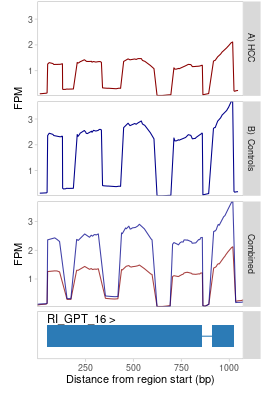 3
2
1
A) HCC
FPM
3
2
1
B) Controls
3
2
1
Combined
FPM
RI_GPT_16 >
250 500 750 1000
Distance from region start (bp)